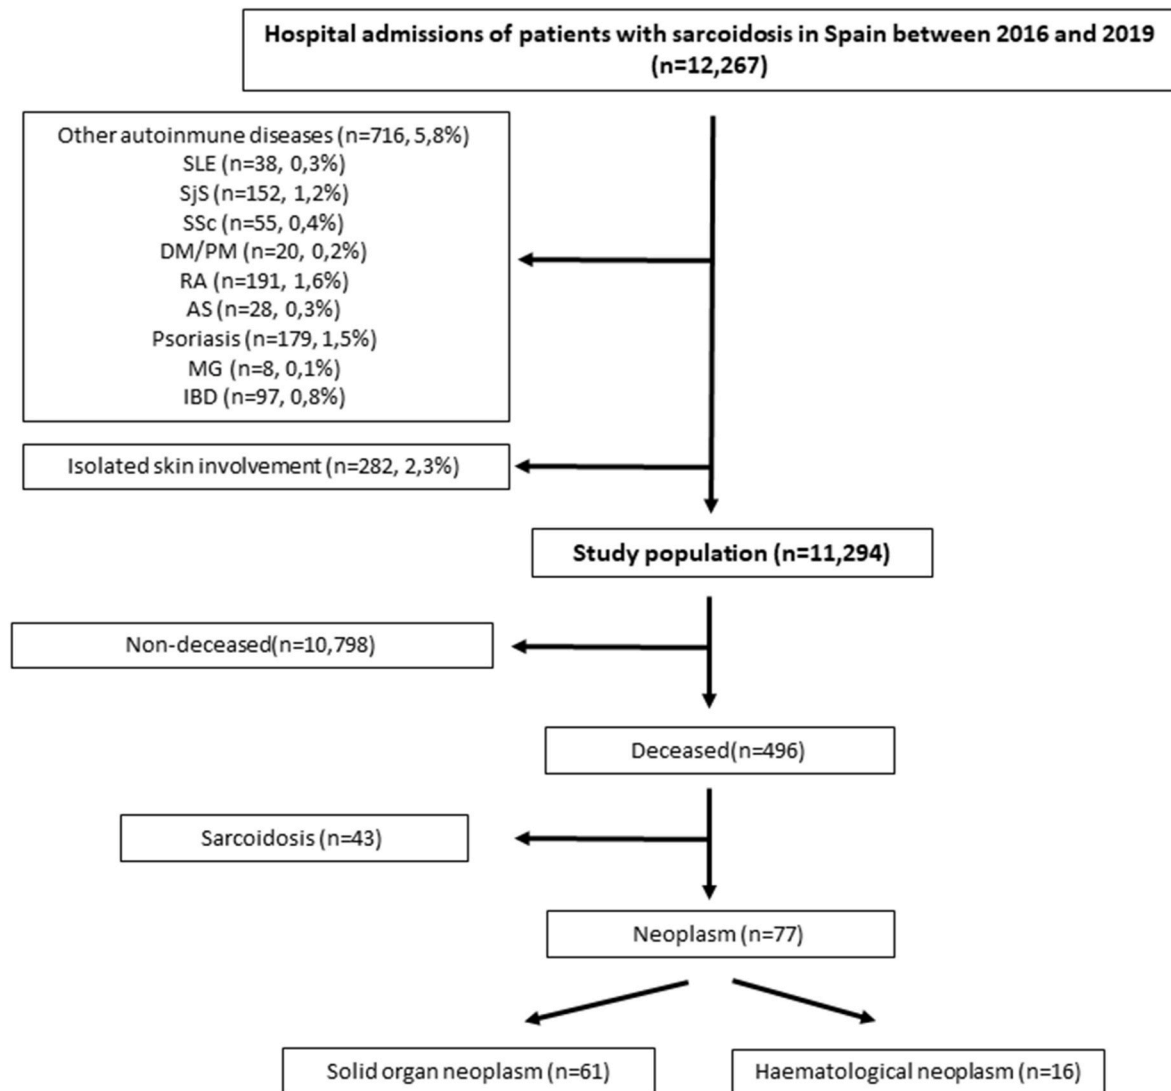 Hospital admissions of patients with sarcoidosis in Spain between 2016 and 2019
(n=12,267)
Other autoinmune diseases (n=716, 5,8%)
SLE (n=38, 0,3%)
SjS (n=152, 1,2%)
SSc (n=55, 0,4%)
DM/PM (n=20, 0,2%)
RA (n=191, 1,6%)
AS (n=28, 0,3%)
Psoriasis (n=179, 1,5%)
MG (n=8, 0,1%)
IBD (n=97, 0,8%)
Isolated skin involvement (n=282, 2,3%)
Study population (n=11,294)
Non-deceased(n=10,798)
Deceased(n=496)
Sarcoidosis (n=43)
Neoplasm (n=77)
Solid organ neoplasm (n=61)
Haematological neoplasm (n=16)